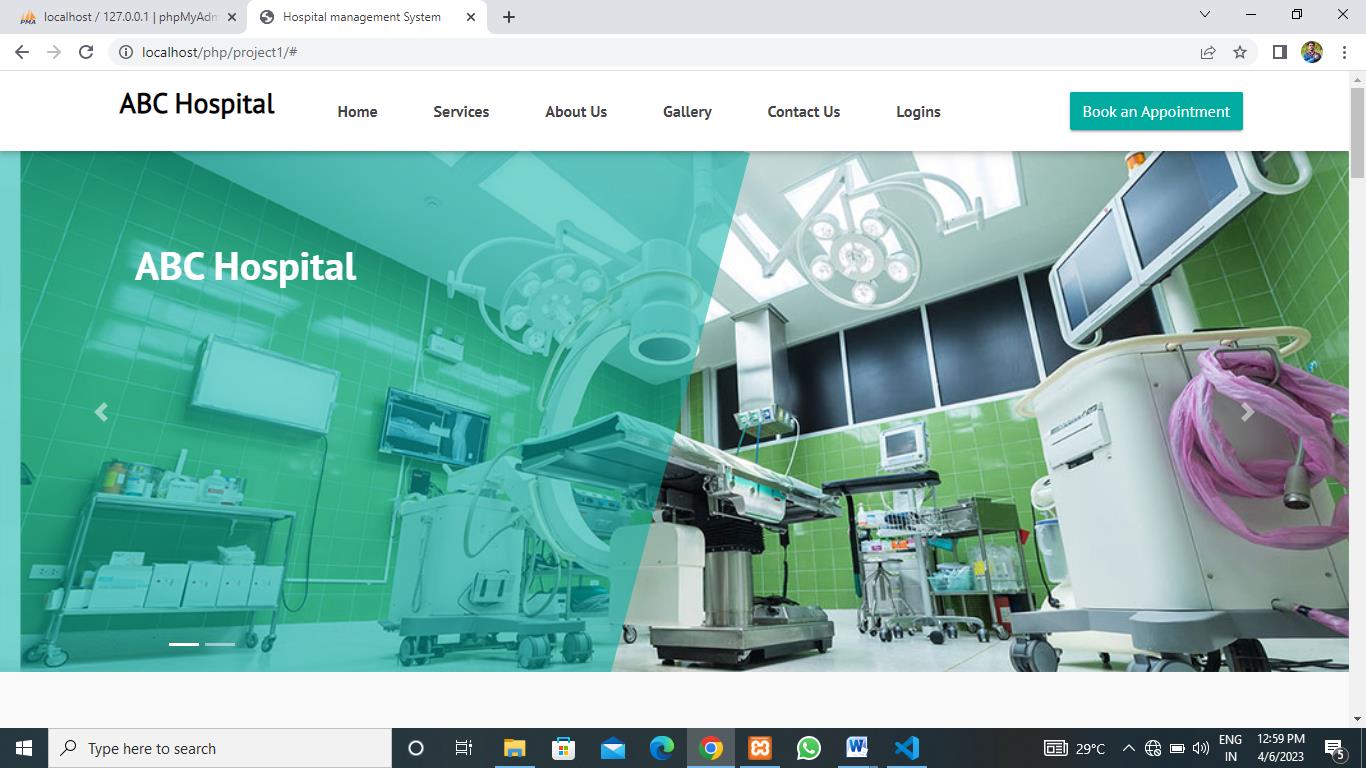 localhost / 127.0.0.1 | phpMyAdm
Hospital management System
localhost/php/project1/#
ABC Hospital
Home
Services
About Us
Gallery
Contact Us
Logins
Book an Appointment
ABC Hospital
Type here to search
29°C
ENG
IN
12:59 PM
4/6/2023
5